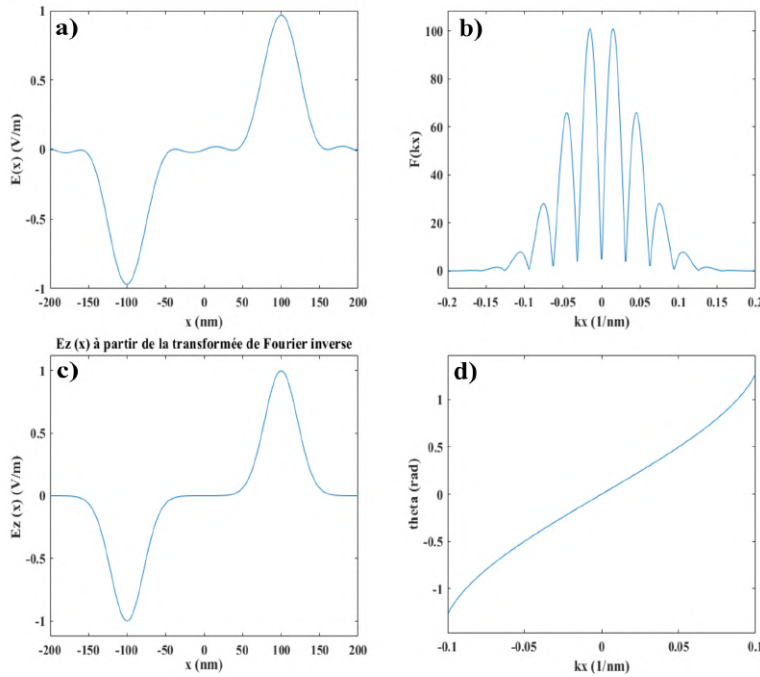 a)
1
0.5
0
-0.5
-1
E(x) (V/m)
-200 -150 -100 -50 0 50 100 150 200
x (nm)
b)
100
80
60
40
20
0
F(kx)
-0.2 -0.15 -0.1 -0.05 0 0.05 0.1 0.15 0.2
kx (1/nm)
Ez (x) à partir de la transformée de Fourier inverse
c)
1
0.5
0
-0.5
-1
Ez (x) (V/m)
-200 -150 -100 -50 0 50 100 150 200
x (nm)
d)
1
0.5
0
-0.5
-1
theta (rad)
-0.1 -0.05 0 0.05 0.1
kx (1/nm)